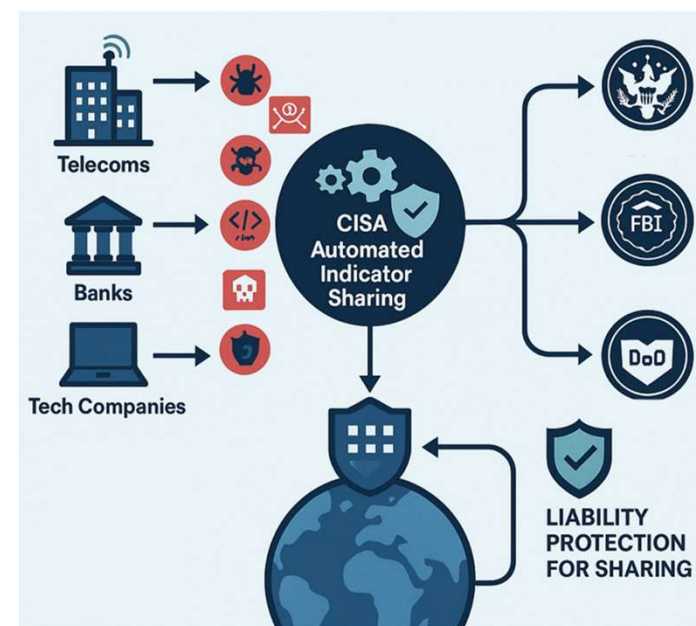 Telecoms
Banks
Tech Companies
</>
CISA
Automated
Indicator
Sharing
FBI
DoD
LIABILITY
PROTECTION
FOR SHARING